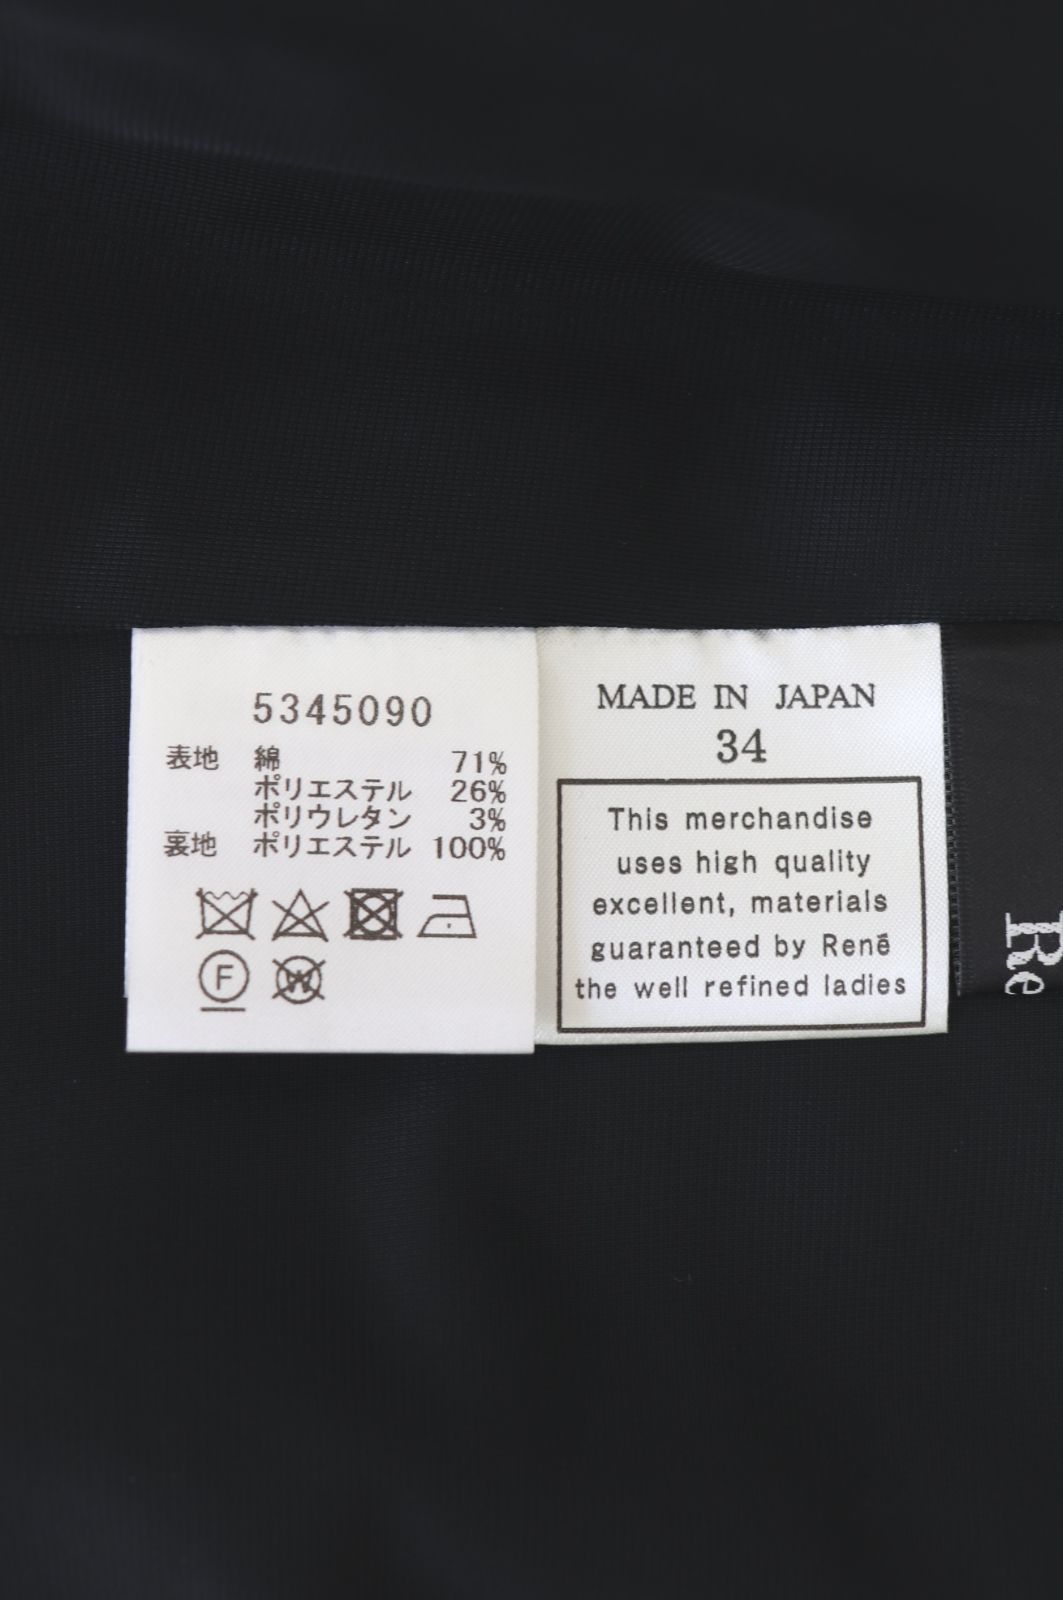 5345090
表地 綿 71%
ポリエステル 26%
ポリウレタン 3%
裏地 ポリエステル 100%
F
W
MADE IN JAPAN
34
This merchandise
uses high quality
excellent, materials
guaranteed by René
the well refined ladies
Re